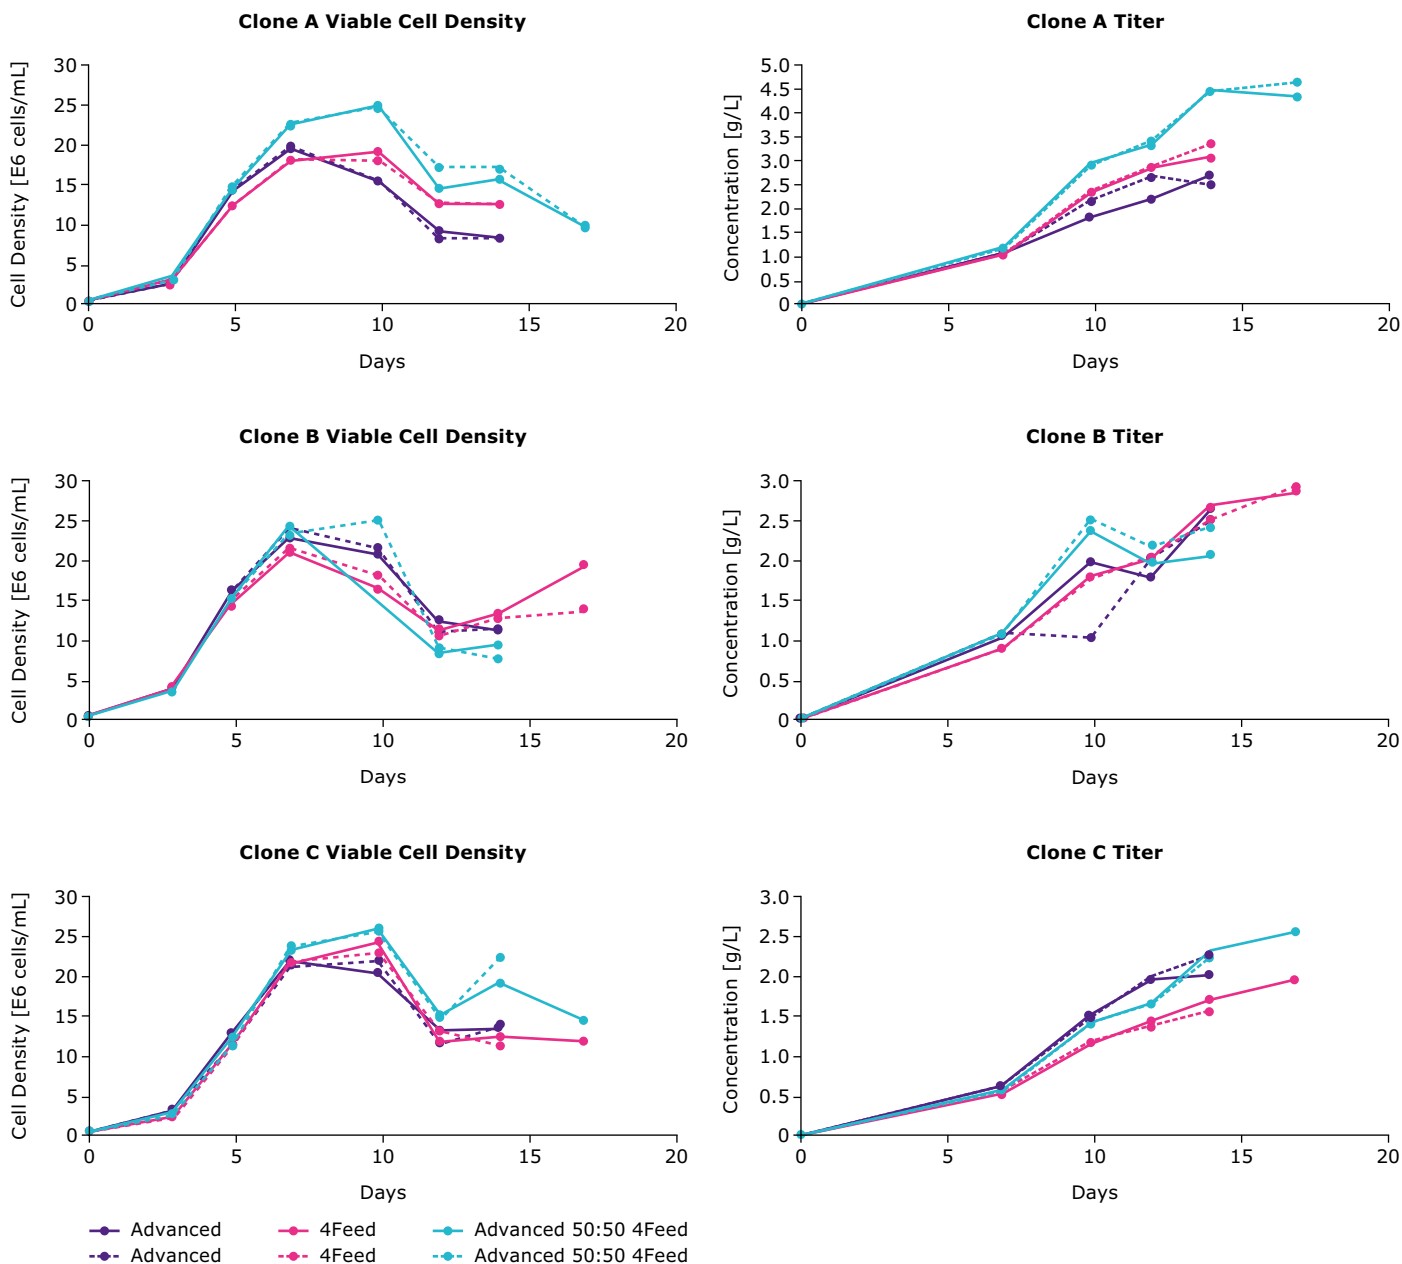 Clone A Viable Cell Density
Cell Density [E6 cells/mL]
30
25
20
15
10
5
0
0 5 10 15 20
Days
Clone A Titer
Concentration [g/L]
5.0
4.5
3.5
3.0
2.5
2.0
1.5
1.0
0.5
0
0 5 10 15 20
Days
Clone B Viable Cell Density
Cell Density [E6 cells/mL]
30
25
20
15
10
5
0
0 5 10 15 20
Days
Clone B Titer
Concentration [g/L]
3.0
2.5
2.0
1.5
1.0
0.5
0
0 5 10 15 20
Days
Clone C Viable Cell Density
Cell Density [E6 cells/mL]
30
25
20
15
10
5
0
0 5 10 15 20
Days
Clone C Titer
Concentration [g/L]
3.0
2.5
2.0
1.5
1.0
0.5
0
0 5 10 15 20
Days
Advanced 4Feed Advanced 50:50 4Feed
Advanced 4Feed Advanced 50:50 4Feed